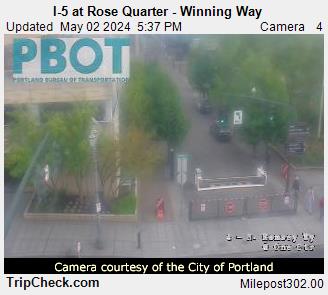 I-5 at Rose Quarter - Winning Way
Updated May 02 2024 5:37 PM Camera 4
PBOT
PORTLAND BUREAU OF TRANSPORTATION
Camera courtesy of the City of Portland
TripCheck.com Milepost302.00